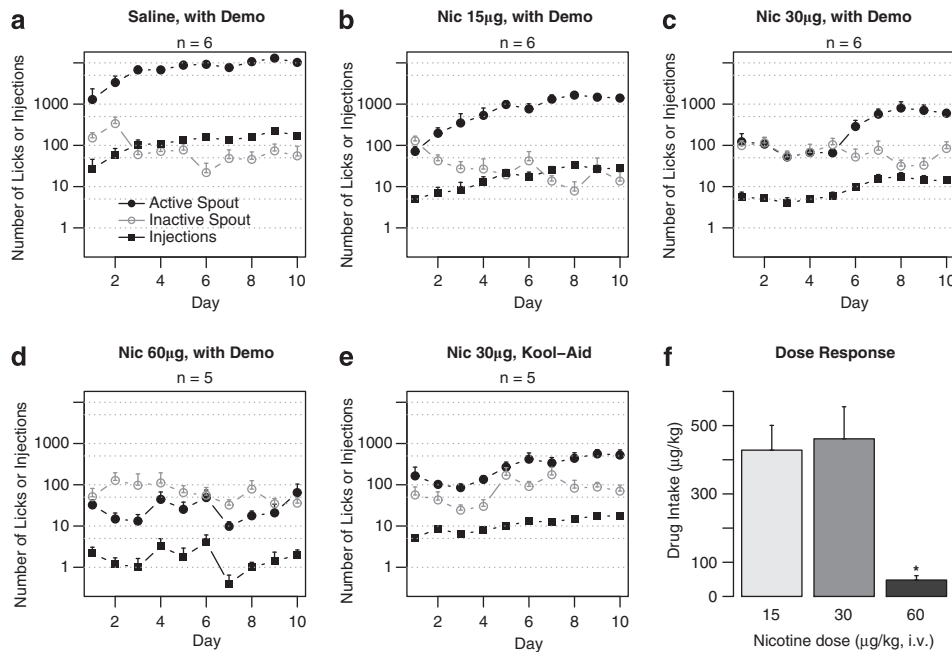 a
Saline, with Demo
n = 6
Number of Licks or Injections
1000
100
10
1
Active Spout
Inactive Spout
Injections
2 4 6 8 10
Day
b
Nic 15μg, with Demo
n = 6
Number of Licks or Injections
1000
100
10
1
2 4 6 8 10
Day
c
Nic 30μg, with Demo
n = 6
Number of Licks or Injections
1000
100
10
1
2 4 6 8 10
Day
d
Nic 60μg, with Demo
n = 5
Number of Licks or Injections
1000
100
10
1
2 4 6 8 10
Day
e
Nic 30μg, Kool–Aid
n = 5
Number of Licks or Injections
1000
100
10
1
2 4 6 8 10
Day
f
Dose Response
Drug Intake (μg/kg)
500
300
100
0
*
15 30 60
Nicotine dose (μg/kg, i.v.)